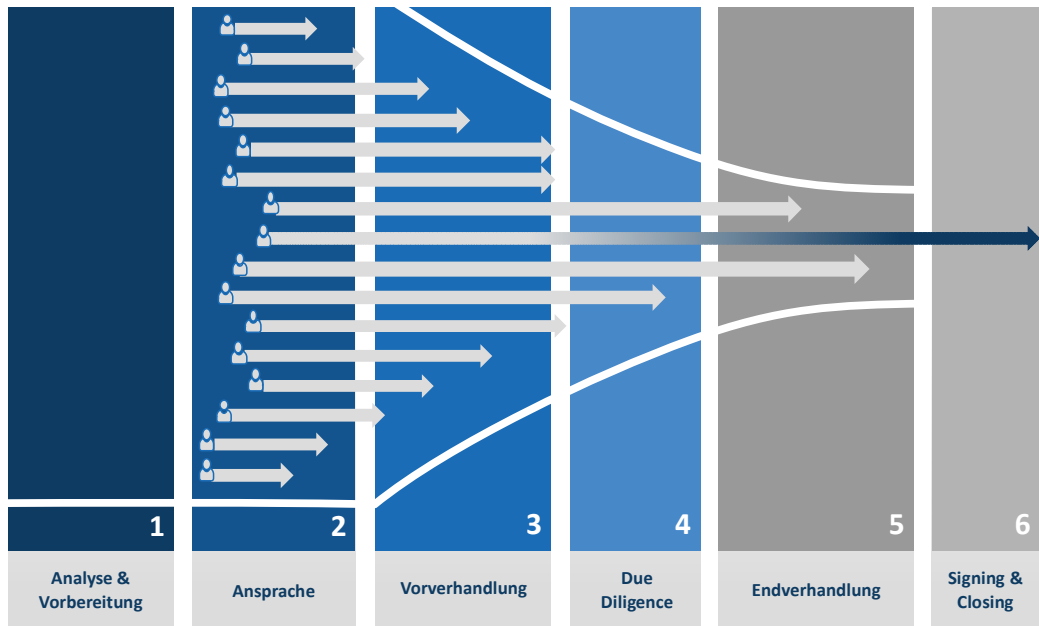 1
2
3
4
5
6
Analyse &
Vorbereitung
Ansprache
Vorverhandlung
Due
Diligence
Endverhandlung
Signing &
Closing